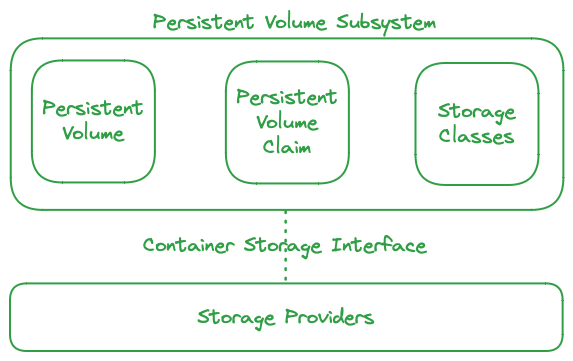 Persistent Volume Subsystem
Persistent
Volume
Persistent
Volume
Claim
Storage
Classes
Container Storage Interface
Storage Providers